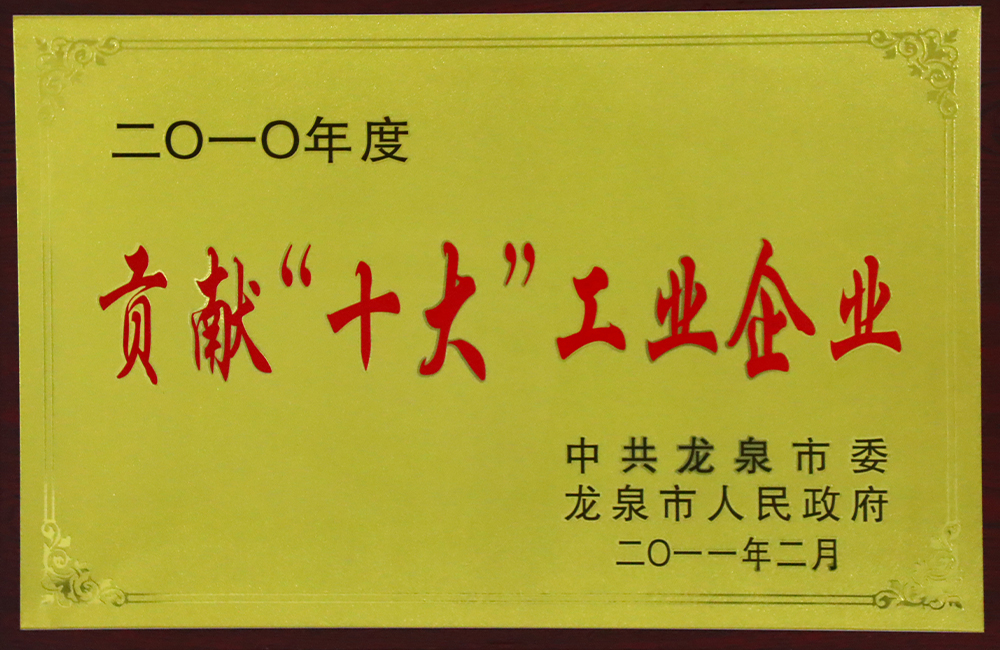 二〇一〇年度
贡献“十大”工业企业
中共龙泉市委
龙泉市人民政府
二〇一一年二月